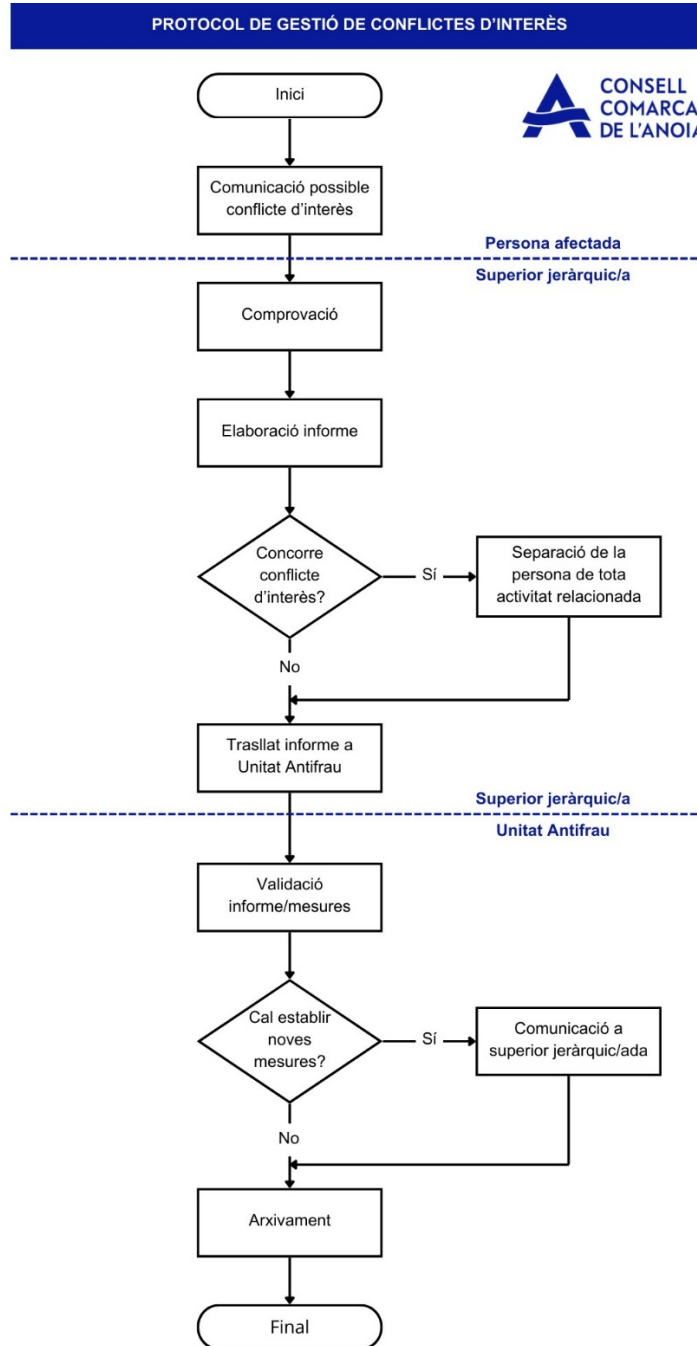 PROTOCOL DE GESTIÓ DE CONFLICTES D'INTERÈS
Inici
CONSELL
COMARCA
DE L'ANOIA
Comunicació possible
conflicte d'interès
Persona afectada
Superior jeràrquic/a
Comprovació
Elaboració informe
Concorre
conflicte
d'interès?
Sí
Separació de la
persona de tota
activitat relacionada
No
Trasllat informe a
Unitat Antifrau
Superior jeràrquic/a
Unitat Antifrau
Validació
informe/mesures
Cal establir
noves
mesures?
Sí
Comunicació a
superior jeràrquic/ada
No
Arxivament
Final